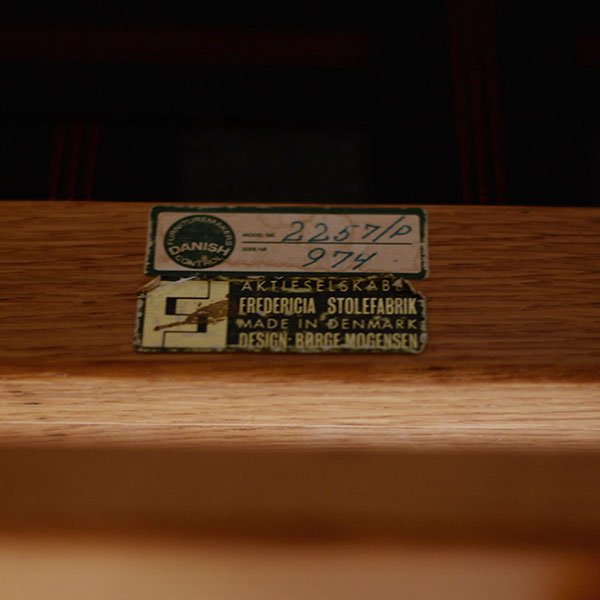 FURNITUREMAKERS
DANISH
CONTROL
MODEL NR. 2257/P
SERIE NR. 974
AKTIESELSKABET
FREDERICIA STOLEFABRIK
MADE IN DENMARK
DESIGN: BØRGE MOGENSEN